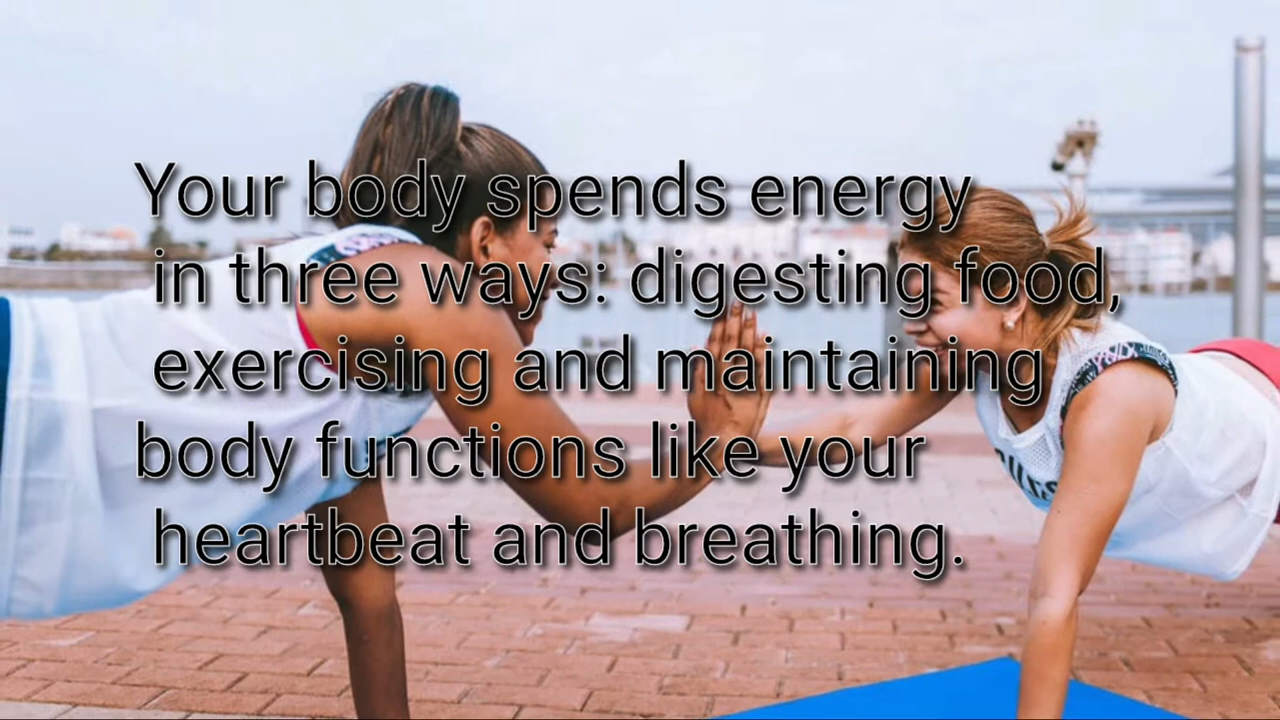 Your body spends energy
in three ways: digesting food,
exercising and maintaining
body functions like your
heartbeat and breathing.